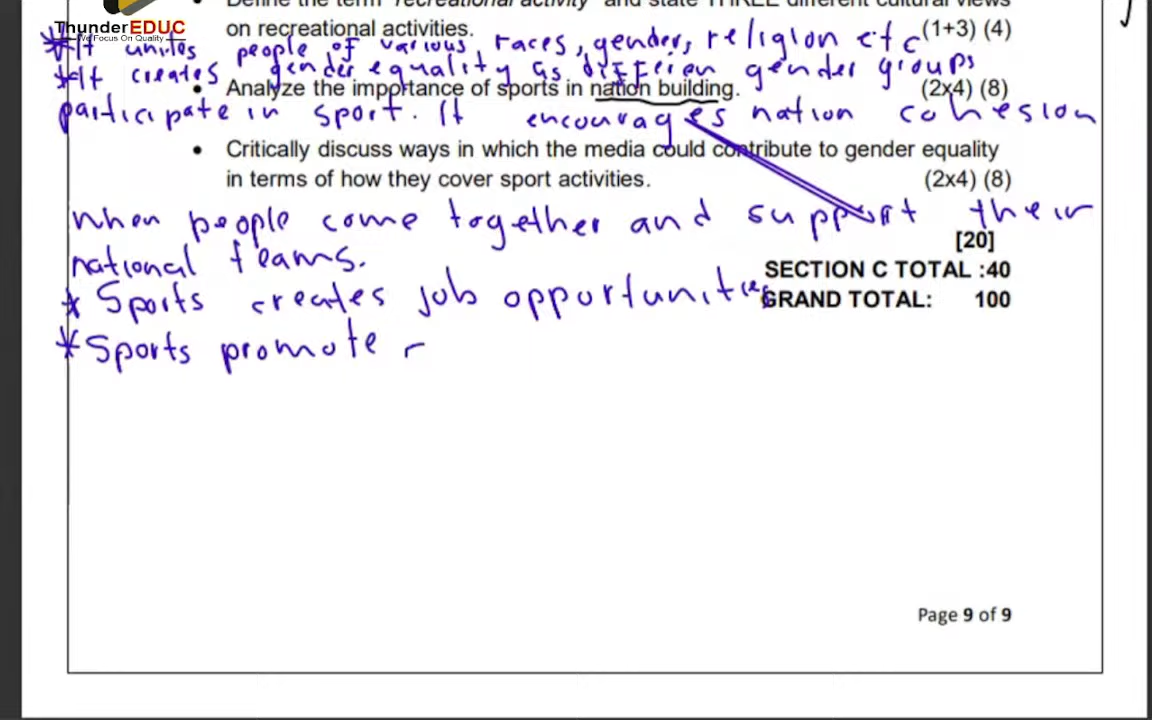 Define the term "recreational activity" and state THREE different cultural views
ThunderEDUC
We Focus On Quality
on recreational activities. (1+3) (4)
*It unites people of various, races, gender, religion etc
*It creates gender equality as differen gender groups
• Analyze the importance of sports in nation building. (2x4) (8)
participate in sport. It encourages nation cohesion
• Critically discuss ways in which the media could contribute to gender equality
in terms of how they cover sport activities. (2x4) (8)
when people come together and support their
[20]
national teams.
SECTION C TOTAL :40
* Sports creates job opportunities
GRAND TOTAL: 100
*Sports promote
Page 9 of 9